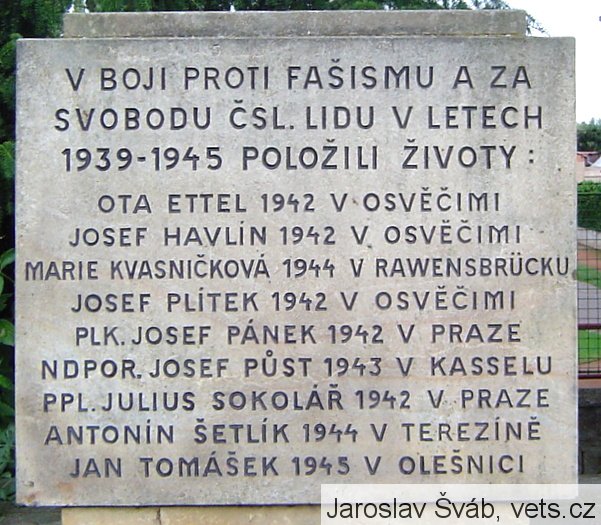 V BOJI PROTI FAŠISMU A ZA
SVOBODU ČSL. LIDU V LETECH
1939-1945 POLOŽILI ŽIVOTY :
OTA ETTEL 1942 V OSVĚČIMI
JOSEF HAVLÍN 1942 V OSVĚČIMI
MARIE KVASNIČKOVÁ 1944 V RAWENSBRÜCKU
JOSEF PLÍTEK 1942 V OSVĚČIMI
PLK. JOSEF PÁNEK 1942 V PRAZE
NDPOR. JOSEF PŮST 1943 V KASSELU
PPL. JULIUS SOKOLÁŘ 1942 V PRAZE
ANTONÍN ŠETLÍK 1944 V TEREZÍNĚ
JAN TOMÁŠEK 1945 V OLEŠNICI
Jaroslav Šváb, vets.cz